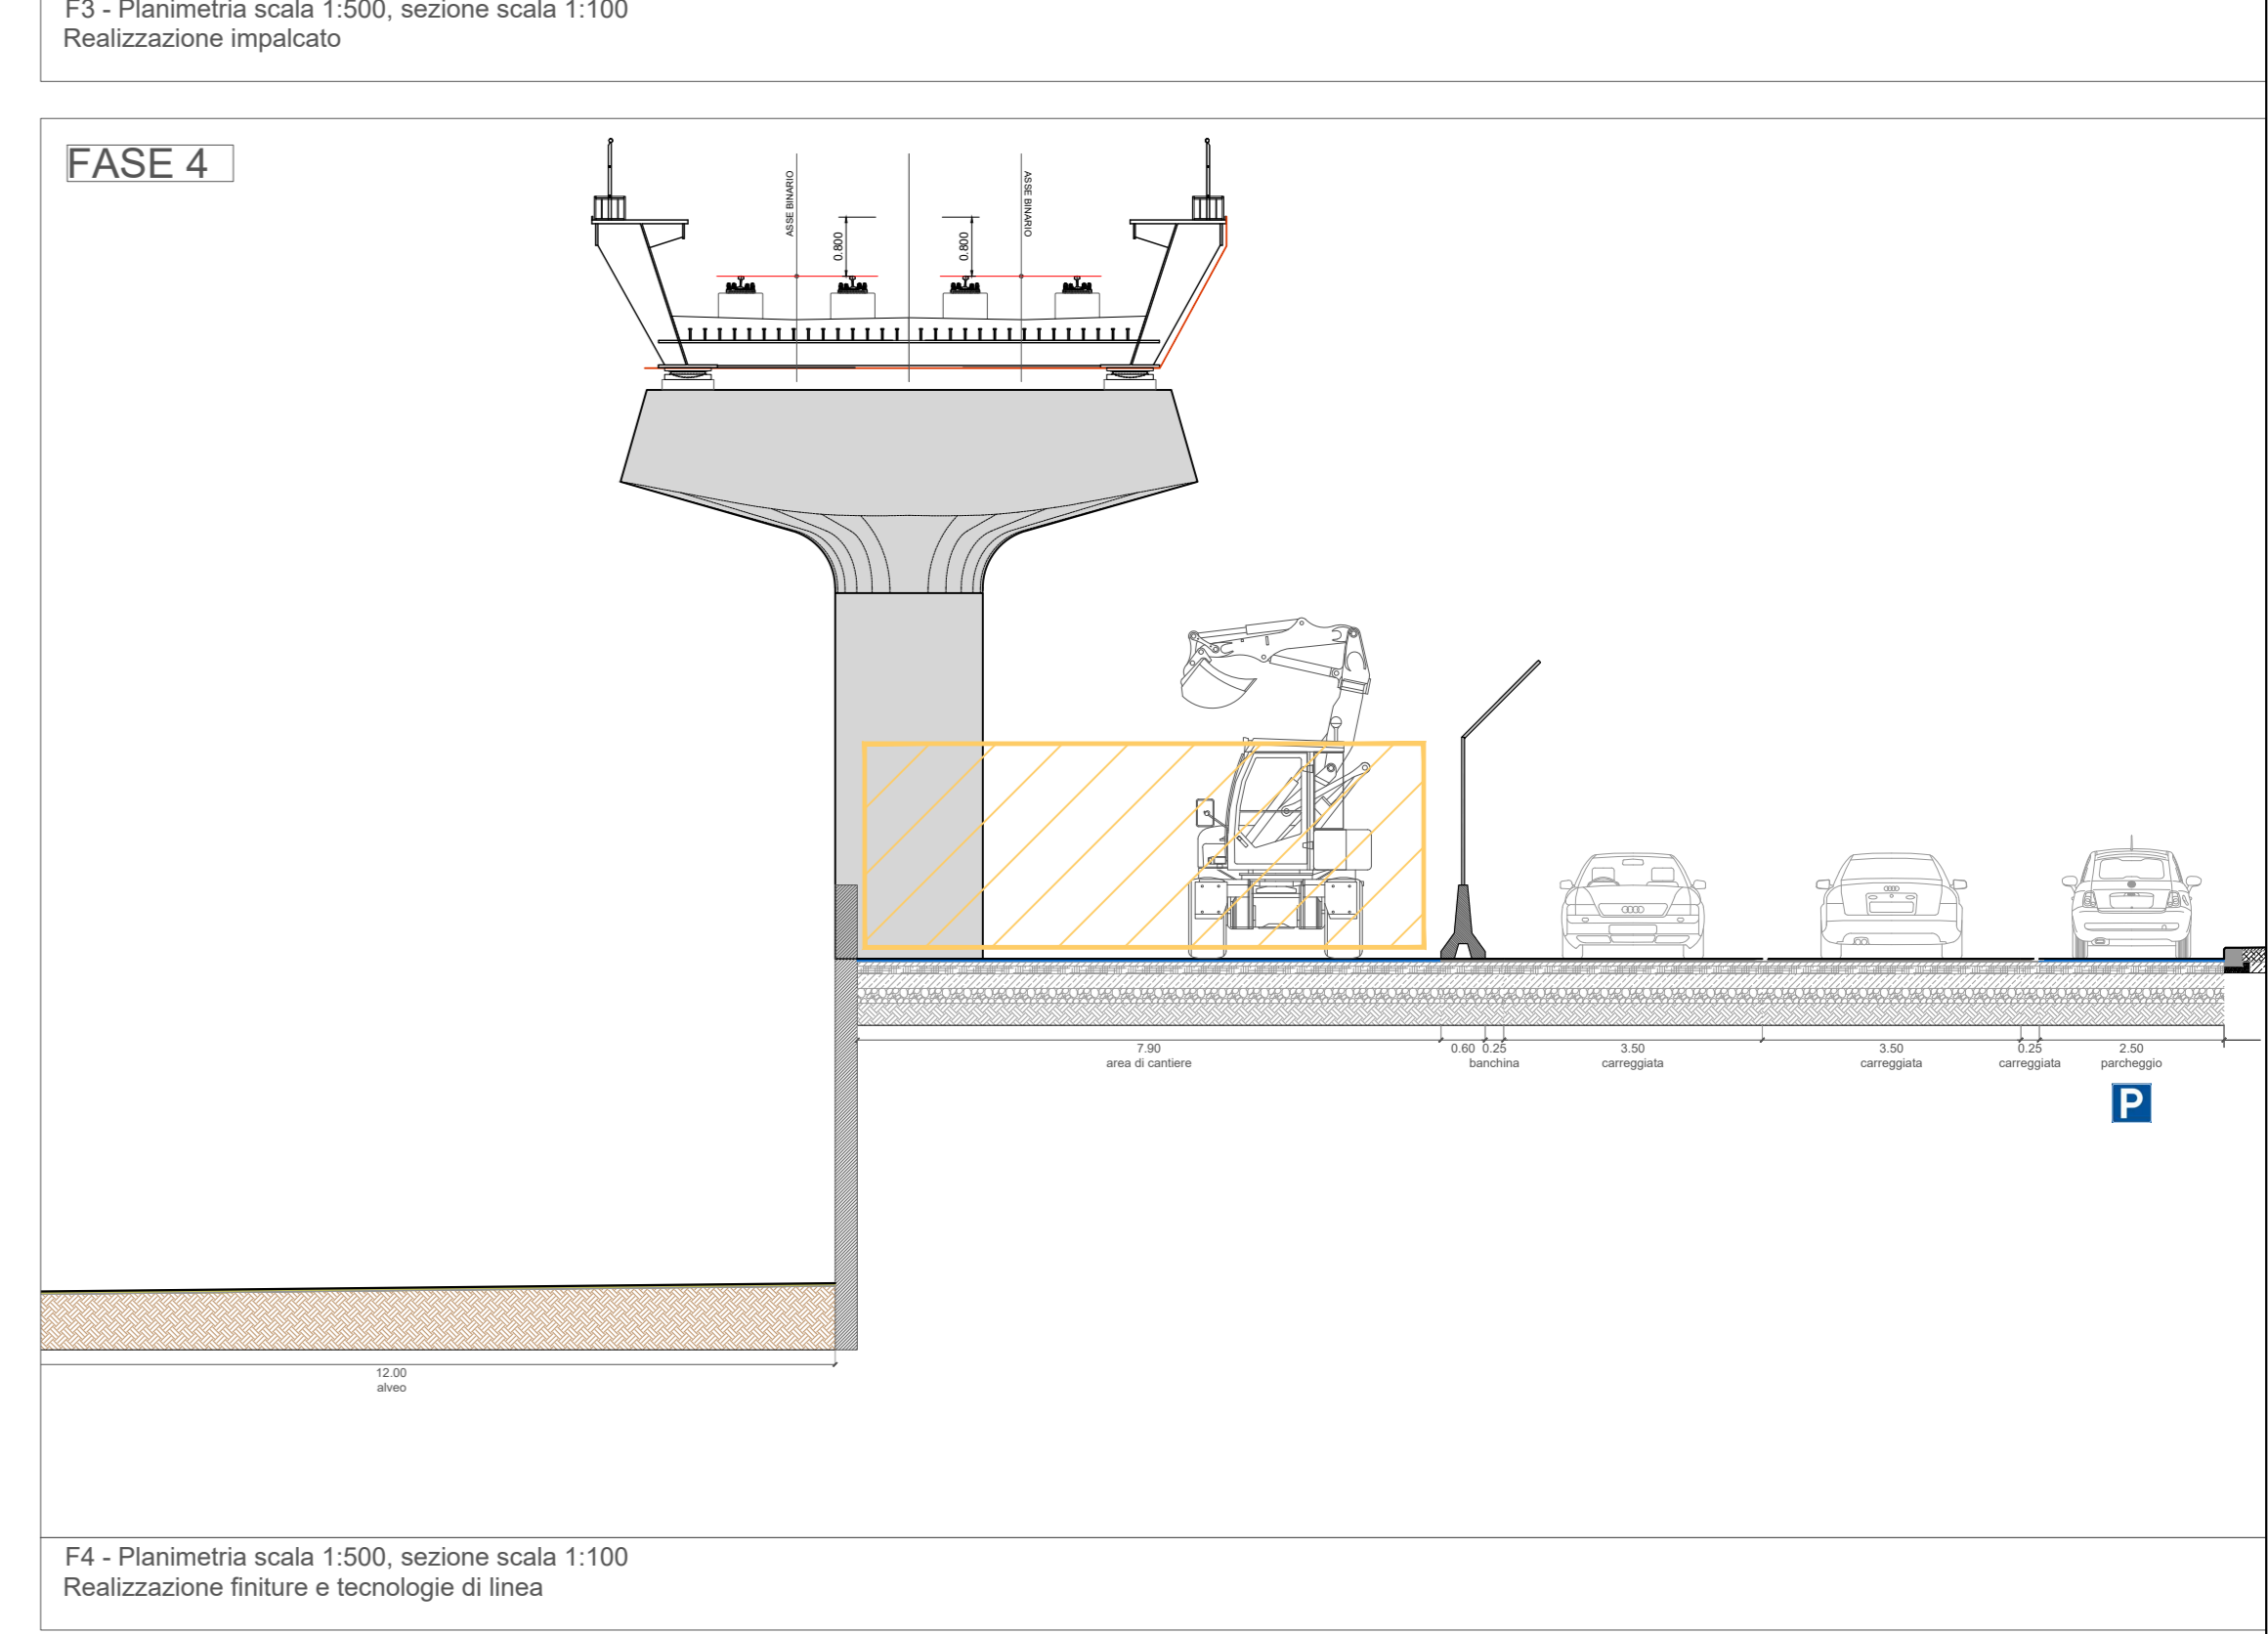 F3 - Planimetria scala 1:500, sezione scala 1:100
Realizzazione impalcato
FASE 4
ASSE BINARIO
ASSE BINARIO
0.800
0.800
7.90
area di cantiere
0.60
0.25
banchina
3.50
carreggiata
3.50
carreggiata
0.25
carreggiata
2.50
parcheggio
P
12.00
alveo
F4 - Planimetria scala 1:500, sezione scala 1:100
Realizzazione finiture e tecnologie di linea